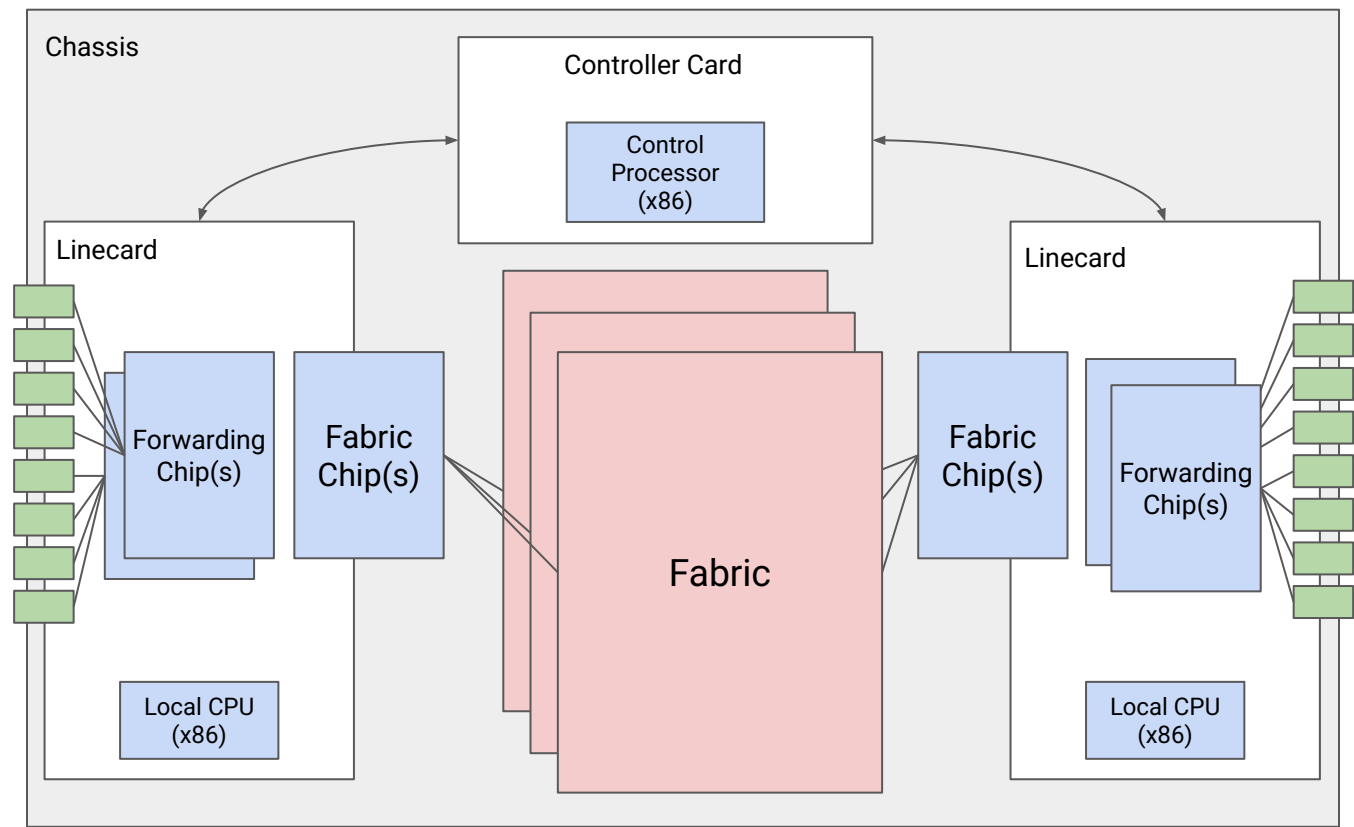 Chassis
Controller Card
Control
Processor
(x86)
Linecard
Linecard
Forwarding
Chip(s)
Fabric
Chip(s)
Fabric
Fabric
Chip(s)
Forwarding
Chip(s)
Local CPU
(x86)
Local CPU
(x86)